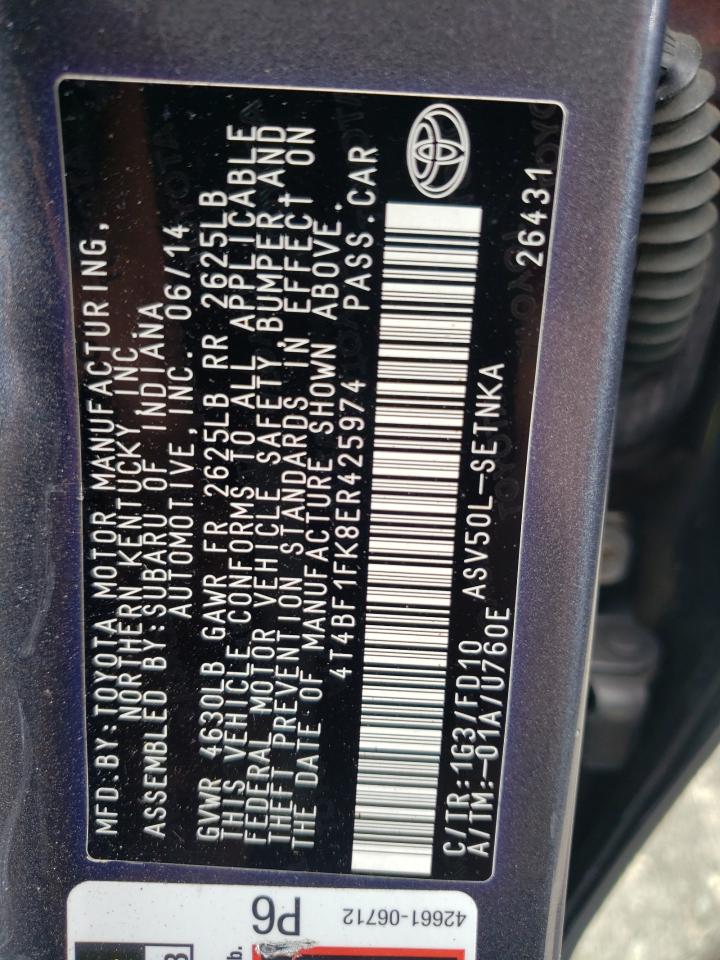 MFD.BY:TOYOTA MOTOR MANUFACTURING,
NORTHERN KENTUCKY, INC.
ASSEMBLED BY:SUBARU OF INDIANA
AUTOMOTIVE, INC. 06/14
GVWR 4630LB GAWR FR 2625LB RR 2625LB
THIS VEHICLE CONFORMS TO ALL APPLICABLE
FEDERAL MOTOR VEHICLE SAFETY, BUMPER AND
THEFT PREVENTION STANDARDS IN EFFECT ON
THE DATE OF MANUFACTURE SHOWN ABOVE.
4T4BF1FK8ER425974 PASS.CAR
C/TR:1G3/FD10 ASV50L-SETNKA 26431
A/TM:-01A/U760E
42661-06712
P6